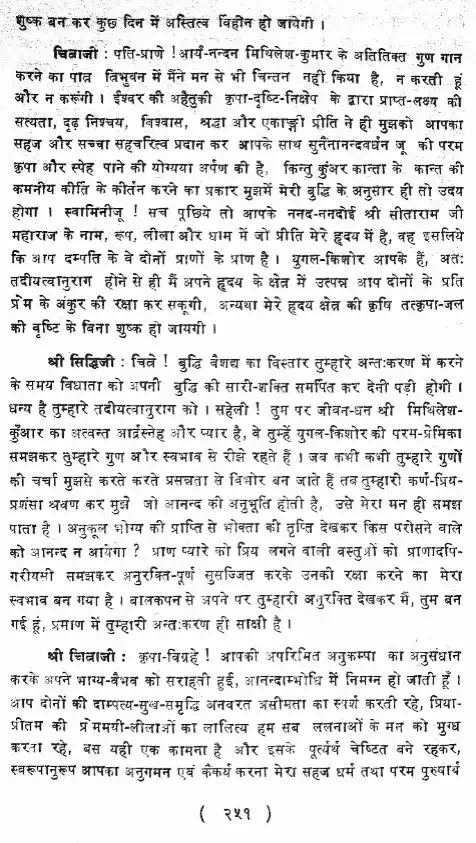 शुष्क बन कर कुछ दिन में अस्तित्व विहीन हो जायेगी ।
चित्राजी : पति-प्राणे ! आर्य-नन्दन मिथिलेश-कुमार के अतितिक्त गुण गान
करने का पात्र त्रिभुवन में मैंने मन से भी चिन्तन नहीं किया है, न करती हूं
और न करूंगी । ईश्वर की अहैतुकी कृपा-दृष्टि-निक्षेप के द्वारा प्राप्त-लक्ष्य की
सत्यता, दृढ़ निश्चय, विश्वास, श्रद्धा और एकाङ्गी प्रीति ने ही मुझको आपका
सहज और सच्चा सहचरित्व प्रदान कर आपके साथ सुनैनानन्दवर्धन जू की परम
कृपा और स्पेह पाने की योग्यया अर्पण की है, किन्तु कुँअर कान्ता के कान्त की
कमनीय कीर्ति के कीर्तन करने का प्रकार मुझमें मेरी बुद्धि के अनुसार ही तो उदय
होगा । स्वामिनीजू ! सच पूछिये तो आपके ननद-ननदोई श्री सीताराम जी
महाराज के नाम, रूप, लीला और धाम में जो प्रीति मेरे हृदय में है, वह इसलिये
कि आप दम्पति के वे दोनों प्राणों के प्राण है । युगल-किशोर आपके हैं, अतः
तदीयत्वानुराग होने से ही मैं अपने हृदय के क्षेत्र में उत्पन्न आप दोनों के प्रति
प्रेम के अंकुर की रक्षा कर सकूंगी, अन्यथा मेरे हृदय क्षेत्र की कृषि तत्कृपा-जल
की वृष्टि के बिना शुष्क हो जायगी ।
श्री सिद्धिजी : चित्रे ! बुद्धि वैशद्य का विस्तार तुम्हारे अन्तःकरण में करने
के समय विधाता को अपनी बुद्धि की सारी-शक्ति समर्पित कर देनी पड़ी होगी ।
धन्य है तुम्हारे तदीयत्वानुराग को । सहेली ! तुम पर जीवन-धन श्री मिथिलेश-
कुँआर का अत्यन्त आर्द्रस्नेह और प्यार है, वे तुम्हें युगल-किशोर की परम-प्रेमिका
समझकर तुम्हारे गुण और स्वभाव से रीझे रहते हैं । जब कभी कभी तुम्हारे गुणों
की चर्चा मुझसे करते करते प्रसन्नता से विभोर बन जाते हैं तब तुम्हारी कर्ण-प्रिय-
प्रशंसा श्रवण कर मुझे जो आनन्द की अनुभूति होती है, उसे मेरा मन ही समझ
पाता है । अनुकूल भोग्य की प्राप्ति से भोक्ता की तृप्ति देखकर किस परोसने वाले
को आनन्द न आयेगा ? प्राण प्यारे को प्रिय लगने वाली वस्तुओं को प्राणादपि-
गरीयसी समझकर अनुरक्ति-पूर्ण सुसज्जित करके उनकी रक्षा करने का मेरा
स्वभाव बन गया है । बालकपन से अपने पर तुम्हारी अनुरक्ति देखकर मैं, तुम बन
गई हूं, प्रमाण में तुम्हारी अन्तःकरण ही साक्षी है ।
श्री चित्राजी : कृपा-विग्रहे ! आपकी अपरिमित अनुकम्पा का अनुसंधान
करके अपने भाग्य-वैभव को सराहती हुई, आनन्दाम्भोधि में निमग्न हो जाती हूँ ।
आप दोनों की दाम्पत्य-सुख-समृद्धि अनवरत असीमता का स्पर्श करती रहे, प्रिया-
प्रीतम की प्रेममयी-लीलाओं का लालित्य हम सब ललनाओं के मन को मुग्ध
करता रहे, बस यही एक कामना है और इसके पूर्त्यर्थ चेष्टित बने रहकर,
स्वरूपानुरूप आपका अनुगमन एवं कैंकर्य करना मेरा सहज धर्म तथा परम पुरुषार्थ
( २५१ )